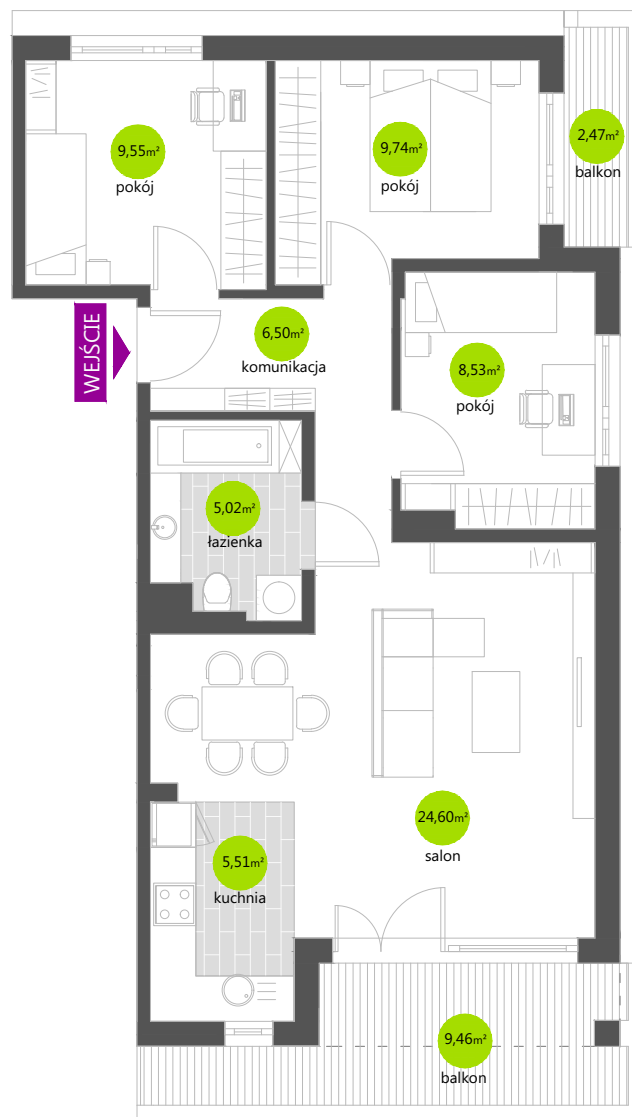 9,55m²
pokój
9,74m²
pokój
2,47m²
balkon
WEJŚCIE
6,50m²
komunikacja
8,53m²
pokój
5,02m²
łazienka
24,60m²
salon
5,51m²
kuchnia
9,46m²
balkon